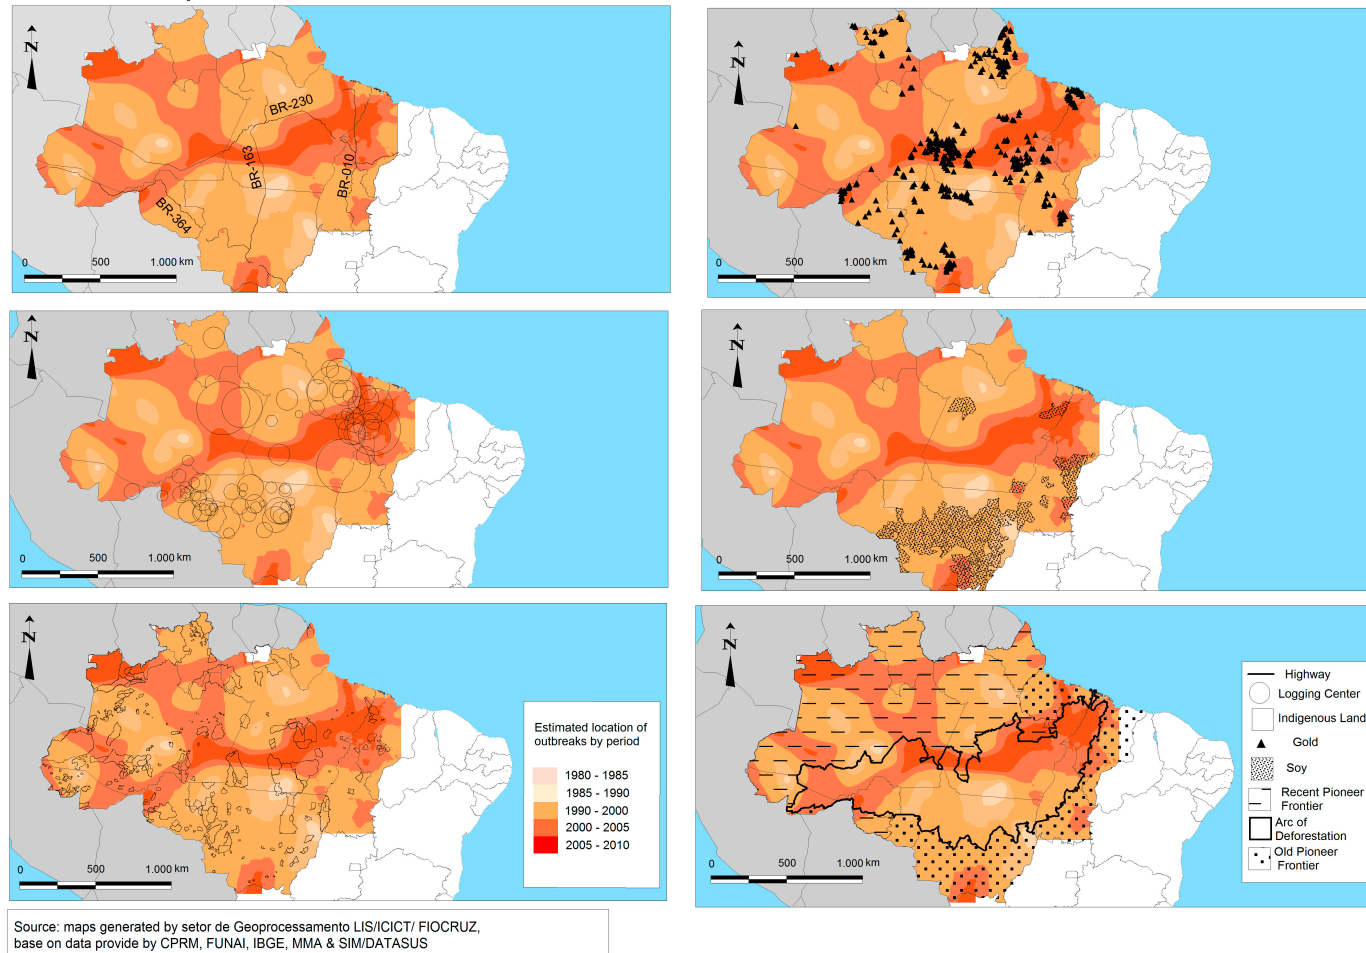 N
BR-230
BR-163
BR-010
BR-364
0 500 1.000 km
N
0 500 1.000 km
N
0 500 1.000 km
N
0 500 1.000 km
N
0 500 1.000 km
Estimated location of
outbreaks by period
1980 - 1985
1985 - 1990
1990 - 2000
2000 - 2005
2005 - 2010
N
0 500 1.000 km
Highway
Logging Center
Indigenous Land
Gold
Soy
Recent Pioneer
Frontier
Arc of
Deforestation
Old Pioneer
Frontier
Source: maps generated by setor de Geoprocessamento LIS/ICICT/ FIOCRUZ,
base on data provide by CPRM, FUNAI, IBGE, MMA & SIM/DATASUS